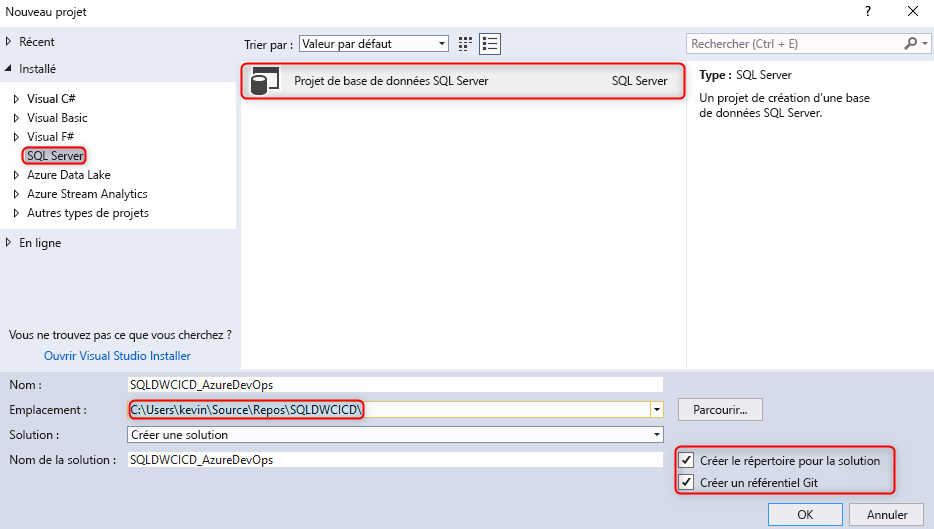 Nouveau projet
?
Récent
Installé
Visual C#
Visual Basic
Visual F#
SQL Server
Azure Data Lake
Azure Stream Analytics
Autres types de projets
En ligne
Vous ne trouvez pas ce que vous cherchez ?
Ouvrir Visual Studio Installer
Trier par : Valeur par défaut
Projet de base de données SQL Server SQL Server
Rechercher (Ctrl + E)
Type : SQL Server
Un projet de création d'une base
de données SQL Server.
Nom : SQLDWCICD_AzureDevOps
Emplacement : C:\Users\kevin\Source\Repos\SQLDWCICD\ Parcourir...
Solution : Créer une solution
Nom de la solution : SQLDWCICD_AzureDevOps
Créer le répertoire pour la solution
Créer un référentiel Git
OK Annuler